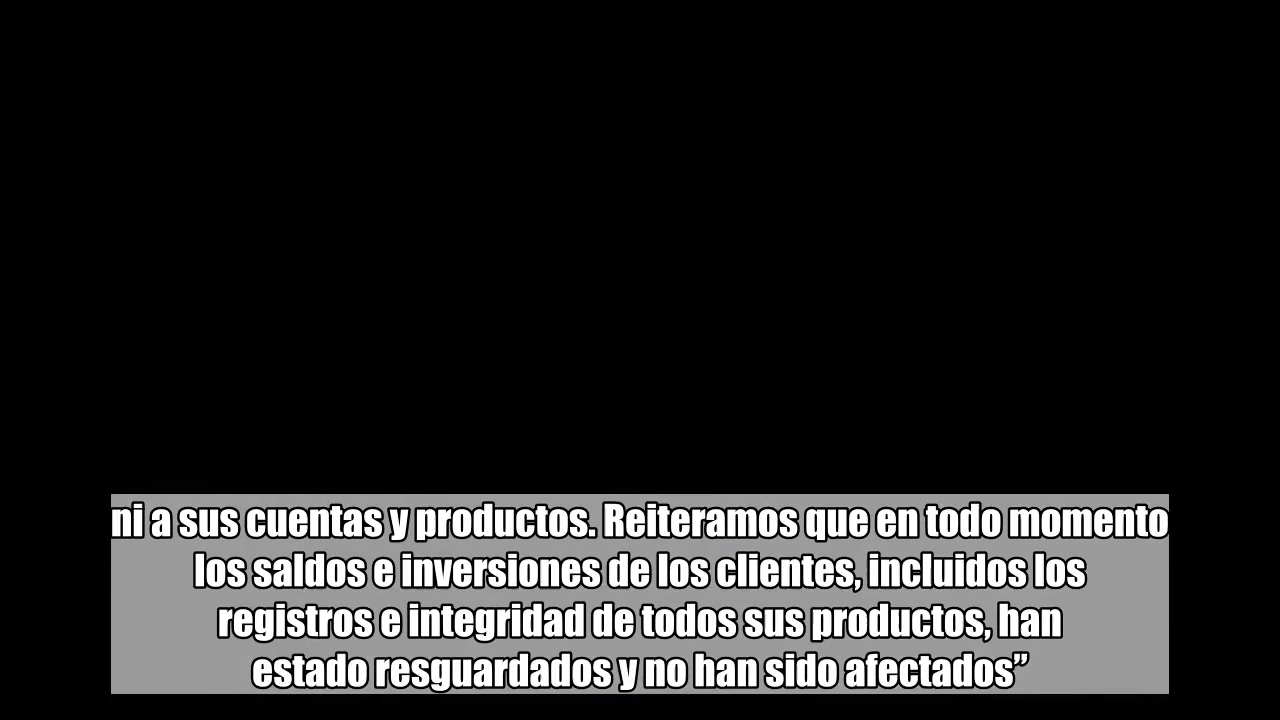 ni a sus cuentas y productos. Reiteramos que en todo momento
los saldos e inversiones de los clientes, incluidos los
registros e integridad de todos sus productos, han
estado resguardados y no han sido afectados”